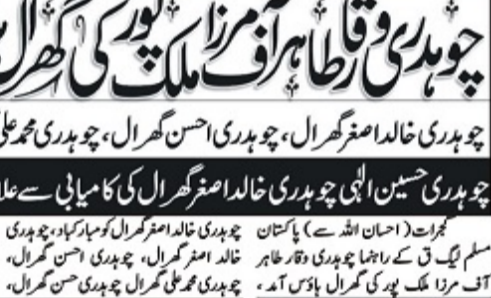 چوہدری وقار طاہر آف مرزا ملک پور کی گھرال
چوہدری خالد اصغر گھرال، چوہدری احسن گھرال، چوہدری محمد علی
چوہدری حسین الٰہی چوہدری خالد اصغر گھرال کی کامیابی سے علا
گجرات (احسان اللہ سے) پاکستان
مسلم لیگ ق کے راہنما چوہدری وقار طاہر
آف مرزا ملک پور کی گھرال ہاؤس آمد،
چوہدری خالد اصغر گھرال کو مبارکباد، چوہدری
خالد اصغر گھرال، چوہدری احسن گھرال،
چوہدری محمد علی گھرال چوہدری حسن گھرال،